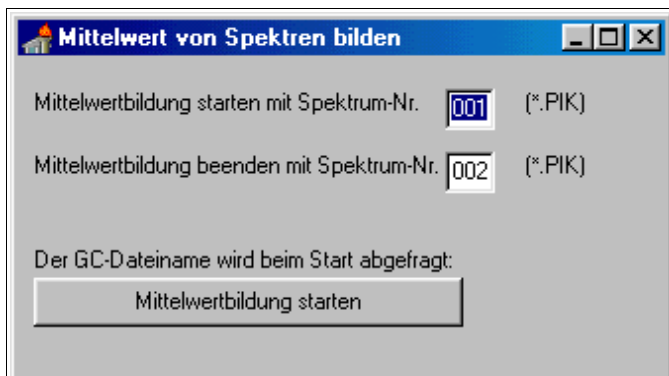 Mittelwert von Spektren bilden
Mittelwertbildung starten mit Spektrum-Nr. 001 (*.PIK)
Mittelwertbildung beenden mit Spektrum-Nr. 002 (*.PIK)
Der GC-Dateiname wird beim Start abgefragt:
Mittelwertbildung starten